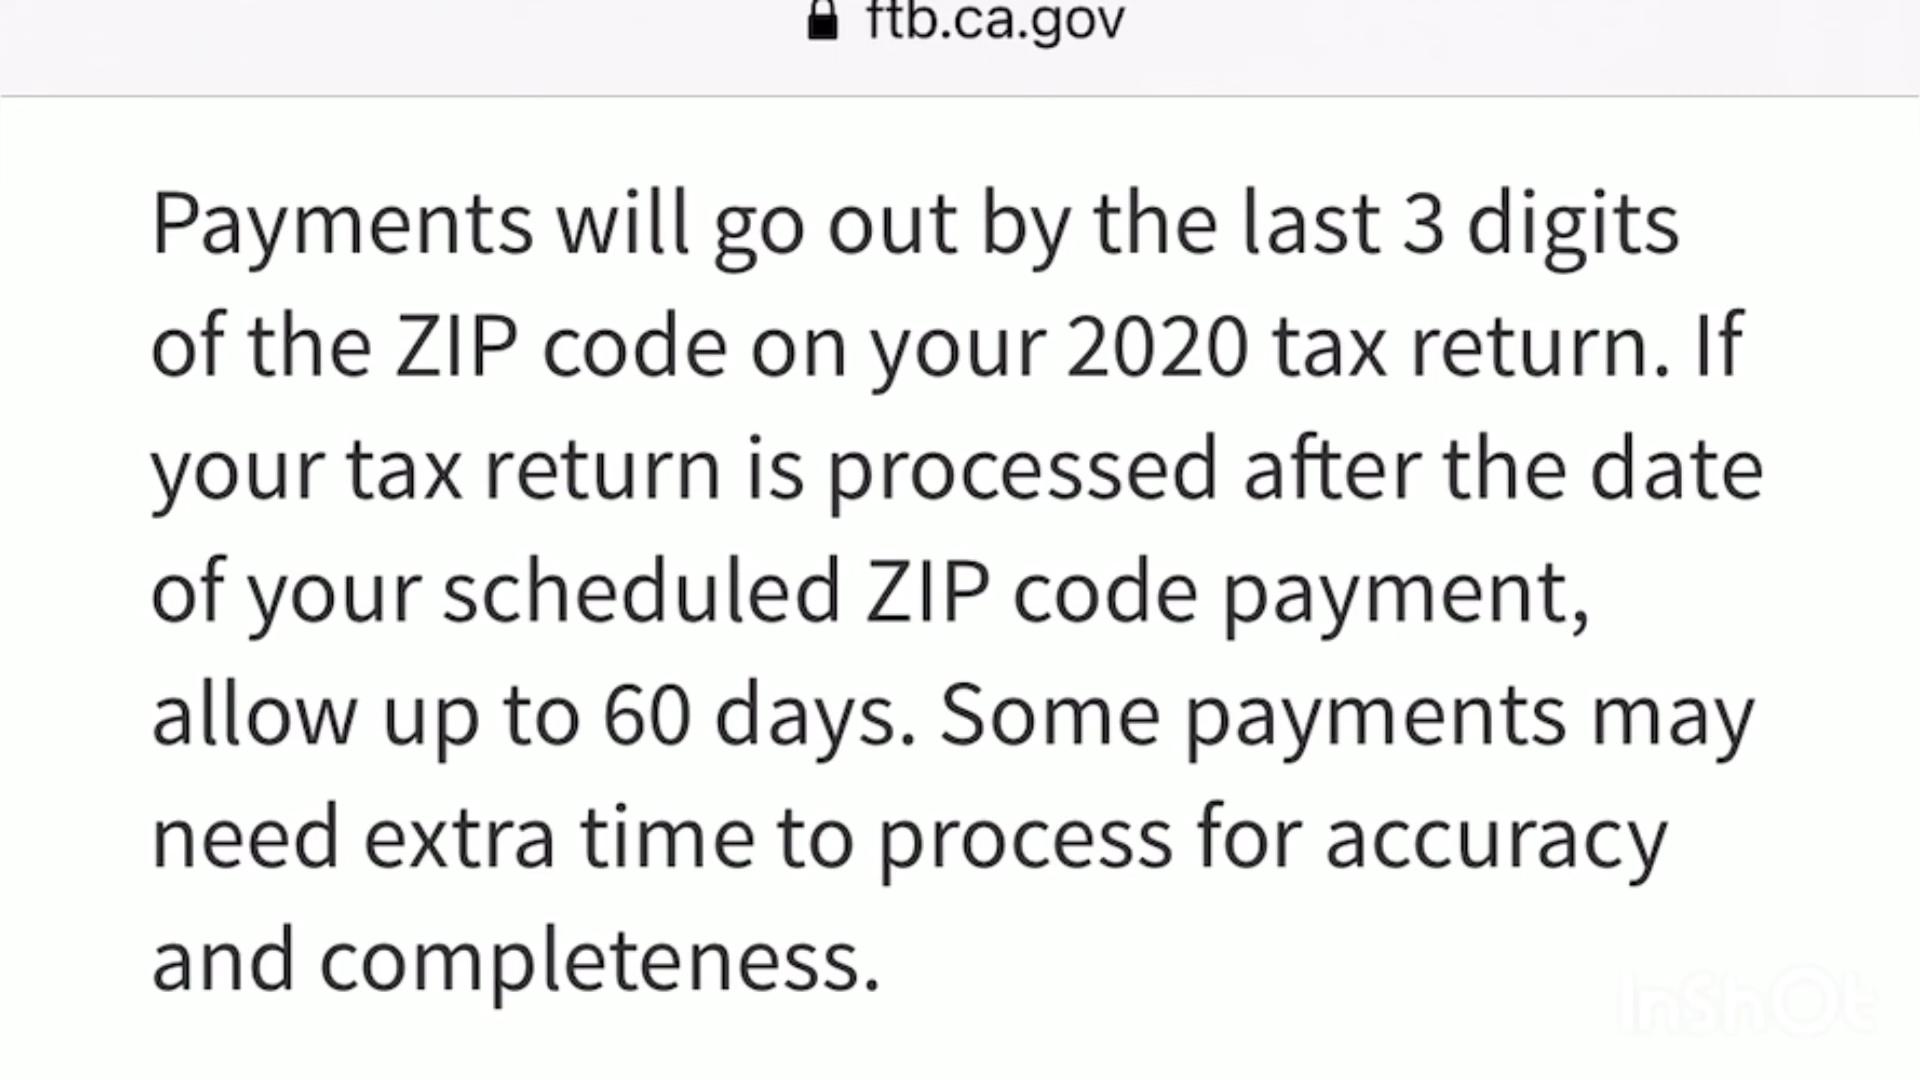 ftb.ca.gov
Payments will go out by the last 3 digits
of the ZIP code on your 2020 tax return. If
your tax return is processed after the date
of your scheduled ZIP code payment,
allow up to 60 days. Some payments may
need extra time to process for accuracy
and completeness.
InShOt